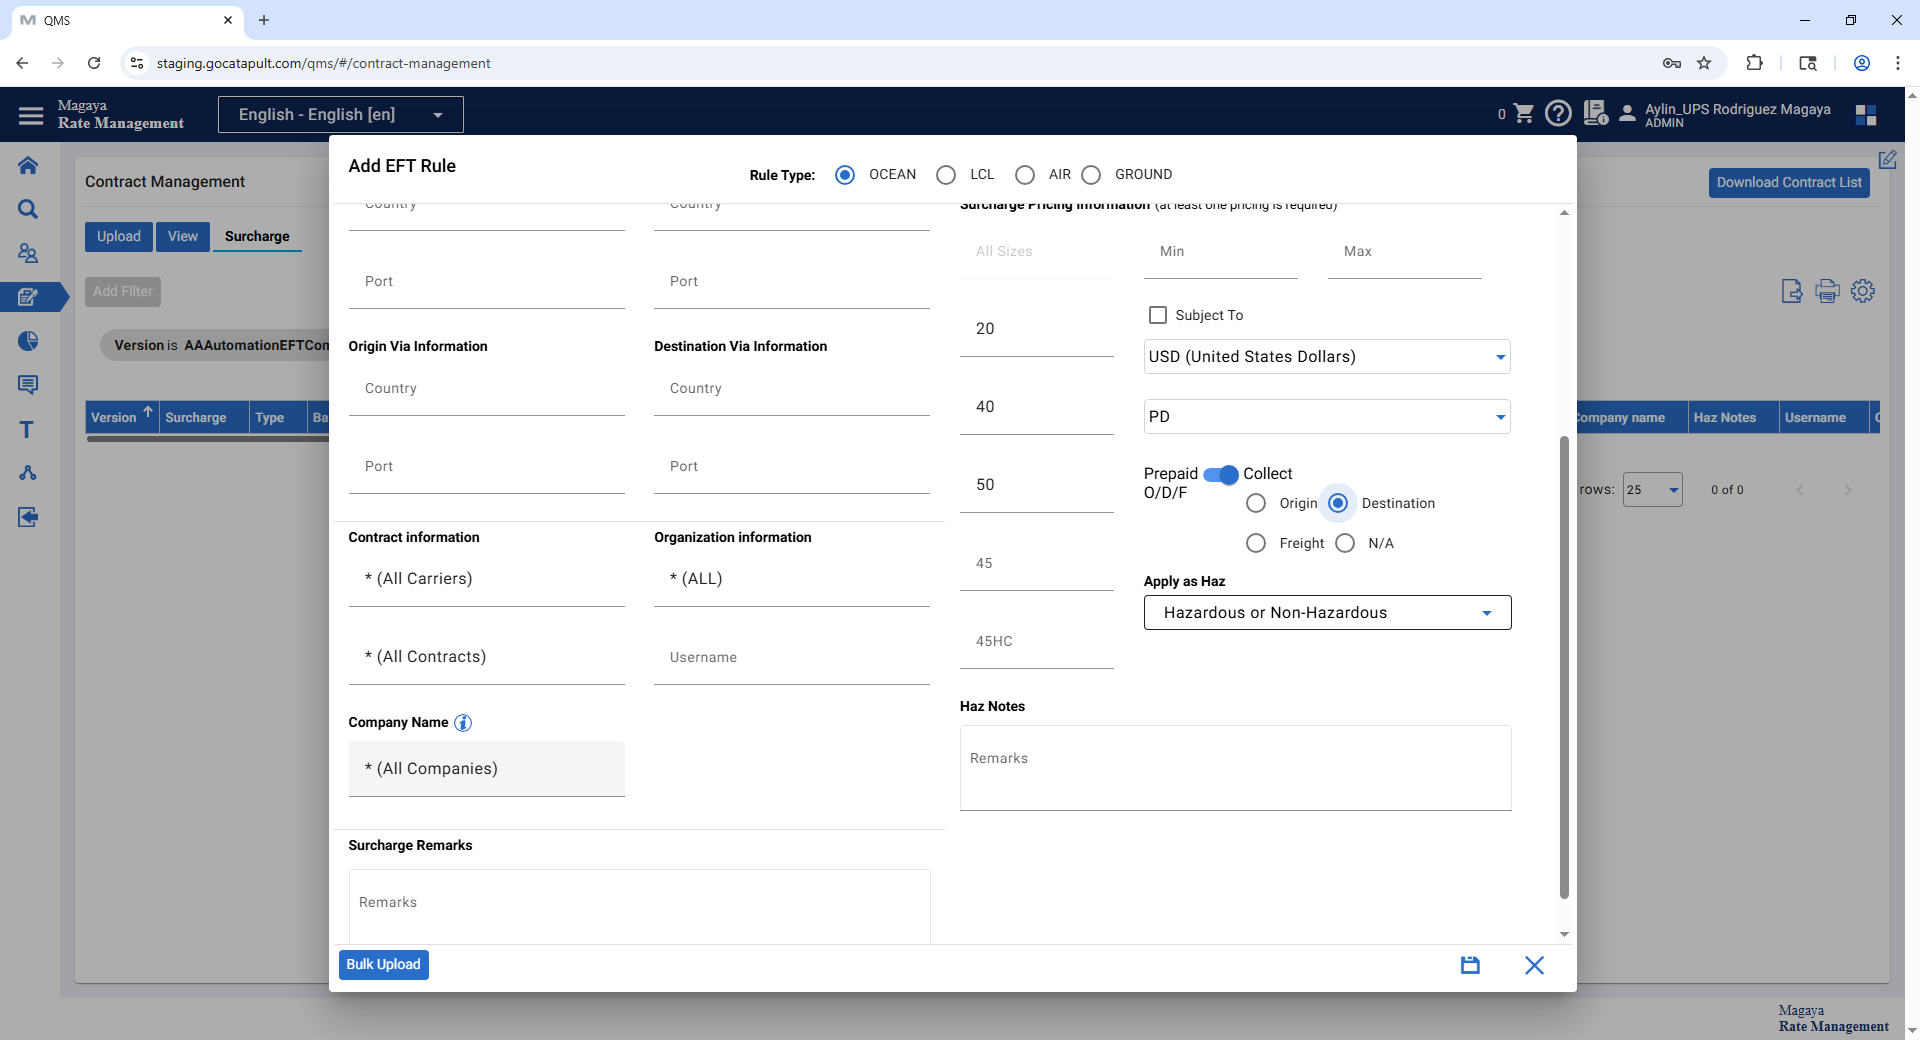 QMS
staging.gocatapult.com/qms/#/contract-management
Magaya
Rate Management
English - English [en]
0
Aylin_UPS Rodriguez Magaya
ADMIN
Contract Management
Download Contract List
Upload
View
Surcharge
Add Filter
Version is AAAutomationEFTCon
Version
Surcharge
Type
Ba
Company name
Haz Notes
Username
rows:
25
0 of 0
Add EFT Rule
Rule Type:
OCEAN
LCL
AIR
GROUND
Country
Country
Port
Port
Origin Via Information
Destination Via Information
Country
Country
Port
Port
Contract information
Organization information
* (All Carriers)
* (ALL)
* (All Contracts)
Username
Company Name
* (All Companies)
Surcharge Remarks
Remarks
Surcharge Pricing Information (at least one pricing is required)
All Sizes
Min
Max
20
40
50
45
45HC
Subject To
USD (United States Dollars)
PD
Prepaid
Collect
O/D/F
Origin
Destination
Freight
N/A
Apply as Haz
Hazardous or Non-Hazardous
Haz Notes
Remarks
Bulk Upload
Magaya
Rate Management